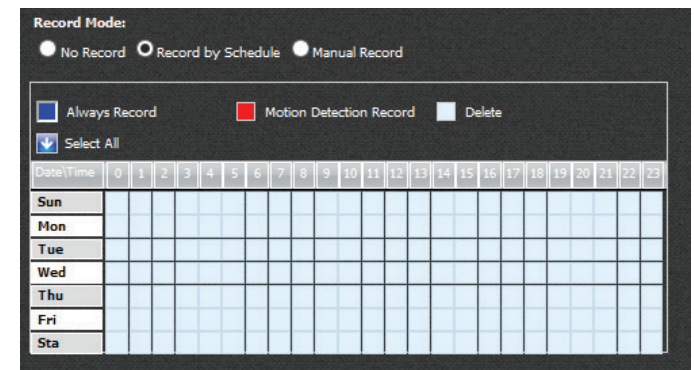 Record Mode:
No Record Record by Schedule Manual Record
Always Record Motion Detection Record Delete
Select All
Date\Time 0 1 2 3 4 5 6 7 8 9 10 11 12 13 14 15 16 17 18 19 20 21 22 23
Sun
Mon
Tue
Wed
Thu
Fri
Sta